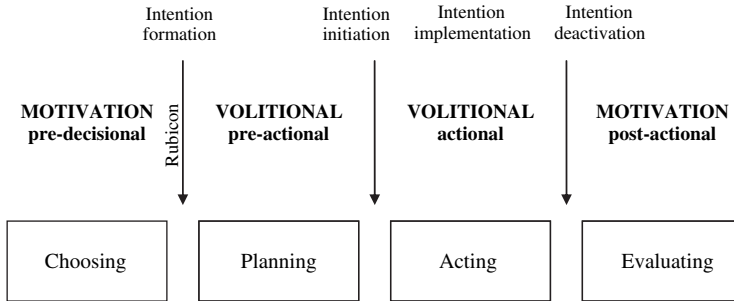 Intention
formation
Intention
initiation
Intention
implementation
Intention
deactivation
MOTIVATION
pre-decisional
Rubicon
VOLITIONAL
pre-actional
VOLITIONAL
actional
MOTIVATION
post-actional
Choosing
Planning
Acting
Evaluating